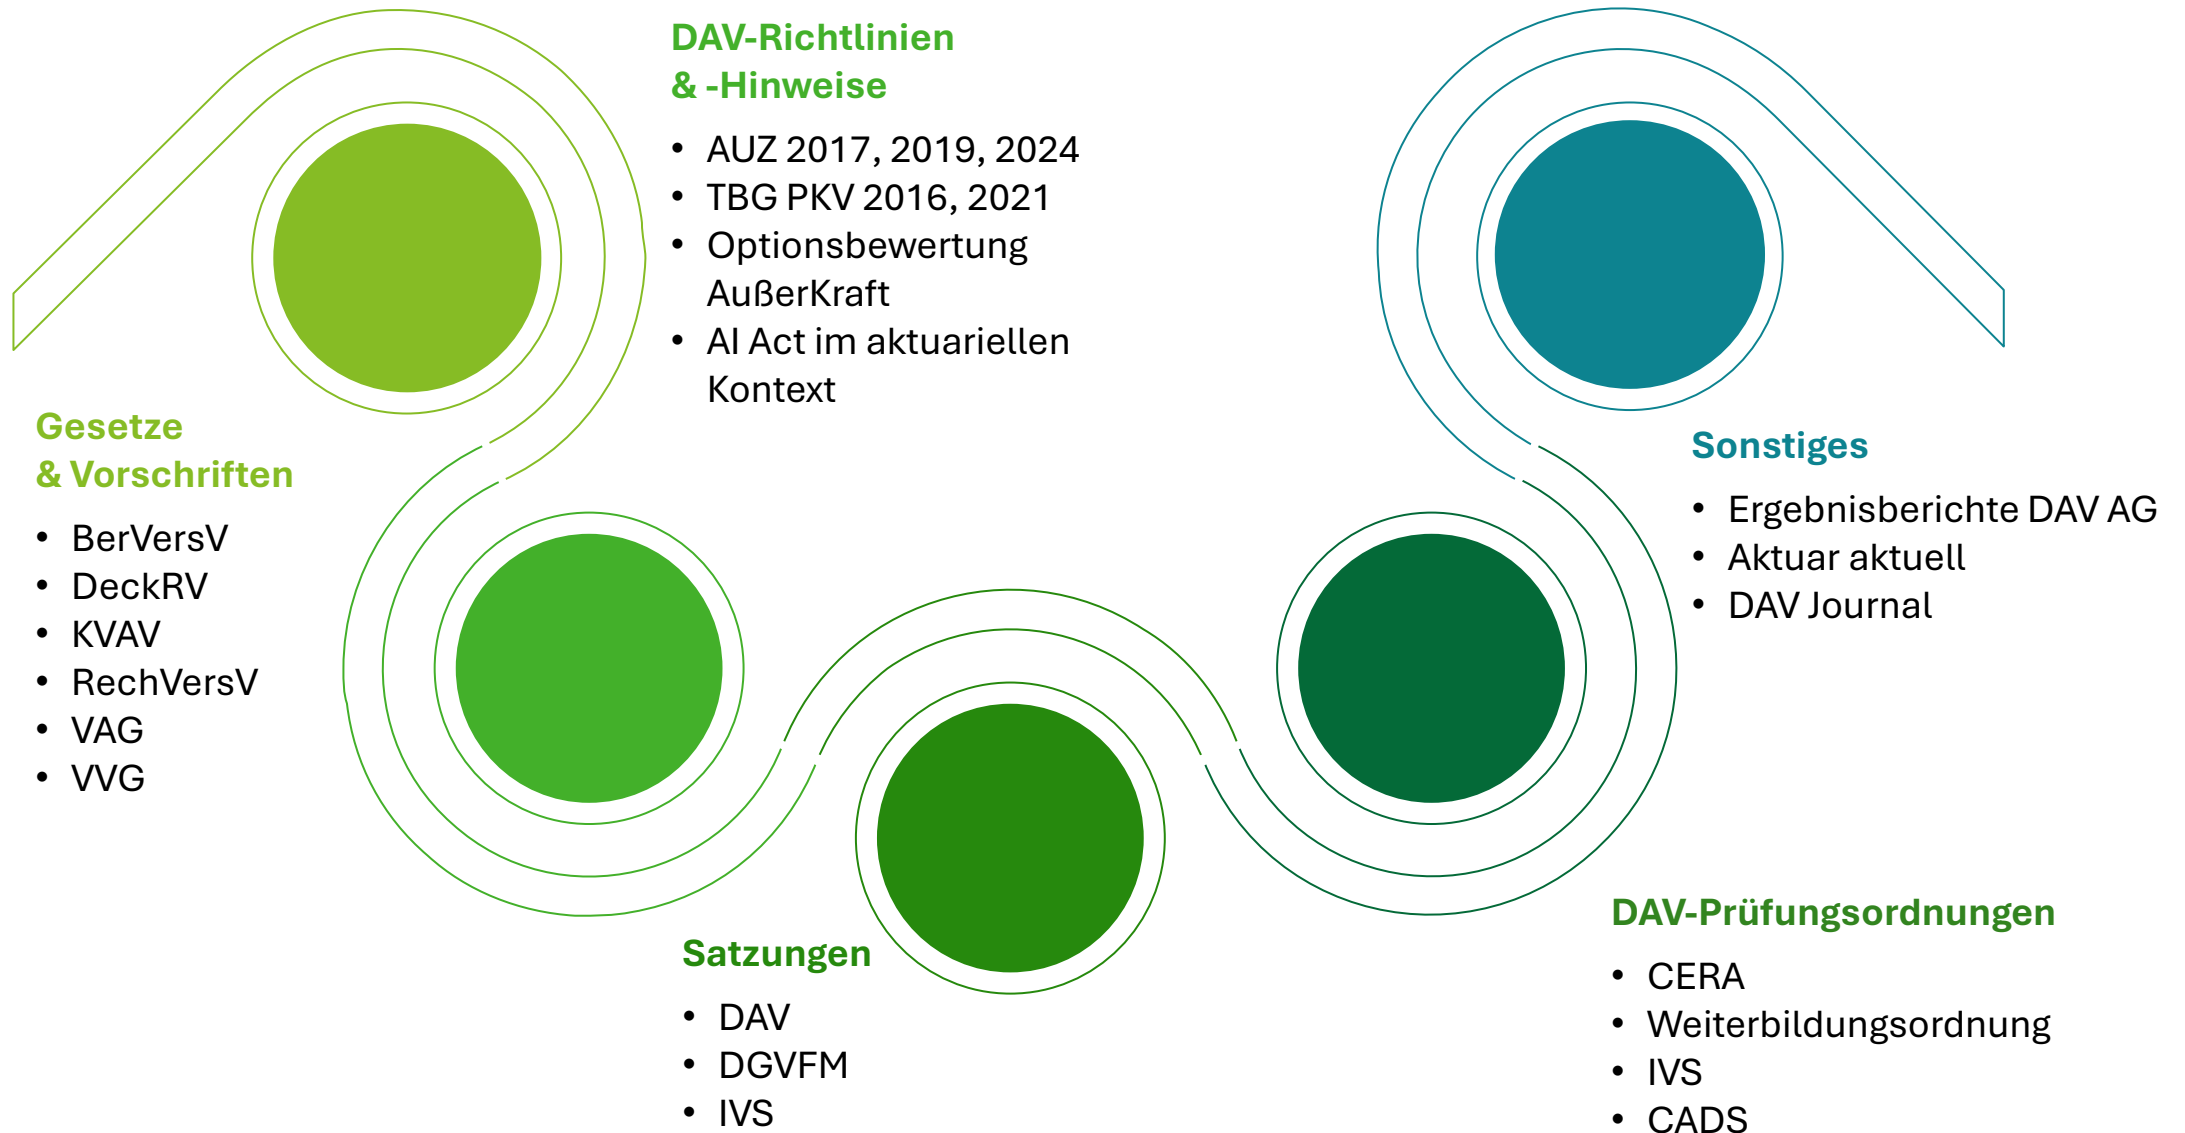 DAV-Richtlinien
& -Hinweise
• AUZ 2017, 2019, 2024
• TBG PKV 2016, 2021
• Optionsbewertung
AußerKraft
• AI Act im aktuariellen
Kontext
Gesetze
& Vorschriften
• BerVersV
• DeckRV
• KVAV
• RechVersV
• VAG
• VVG
Satzungen
• DAV
• DGVFM
• IVS
Sonstiges
• Ergebnisberichte DAV AG
• Aktuar aktuell
• DAV Journal
DAV-Prüfungsordnungen
• CERA
• Weiterbildungsordnung
• IVS
• CADS